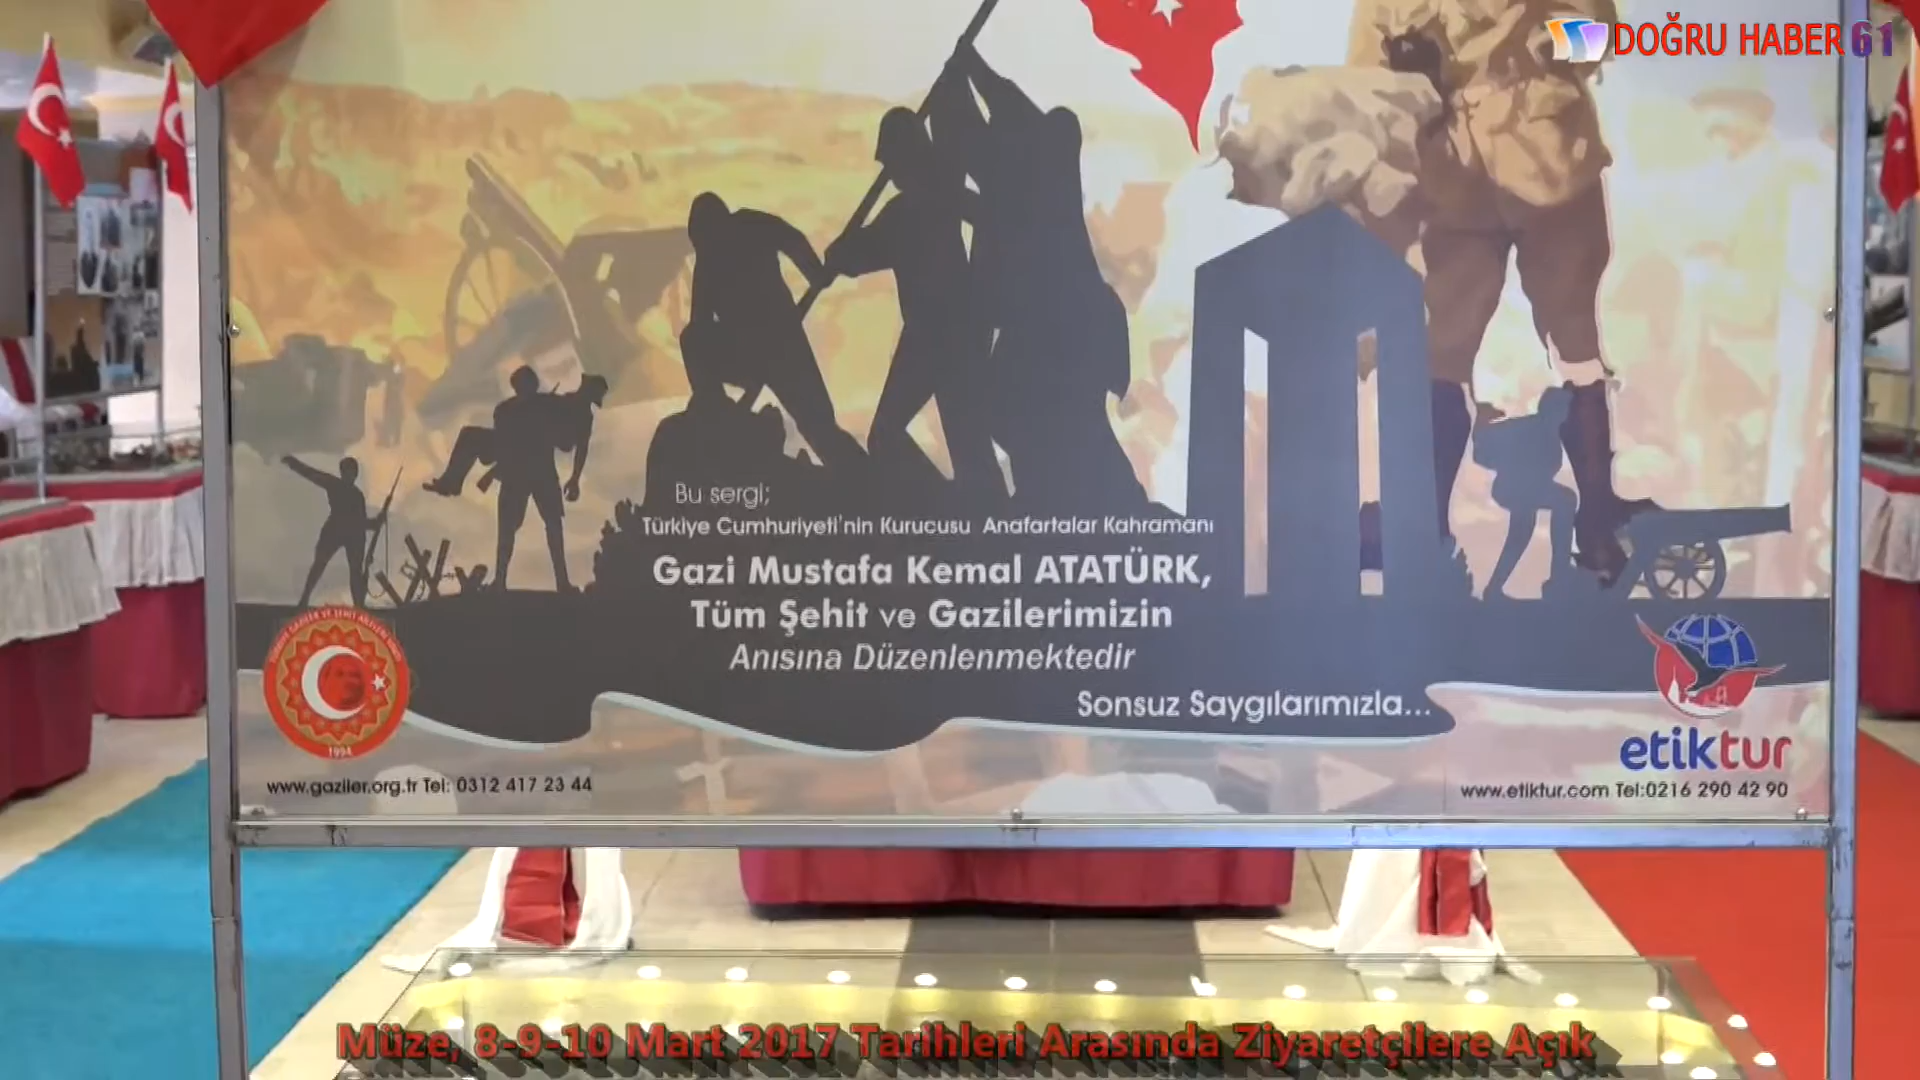 DOĞRU HABER 61
Bu sergi;
Türkiye Cumhuriyeti'nin Kurucusu Anafartalar Kahramanı
Gazi Mustafa Kemal ATATÜRK,
Tüm Şehit ve Gazilerimizin
Anısına Düzenlenmektedir
Sonsuz Saygılarımızla...
1994
etiktur
www.gaziler.org.tr Tel: 0312 417 23 44
www.etiktur.com Tel:0216 290 42 90
Müze, 8-9-10 Mart 2017 Tarihleri Arasında Ziyaretçilere Açık